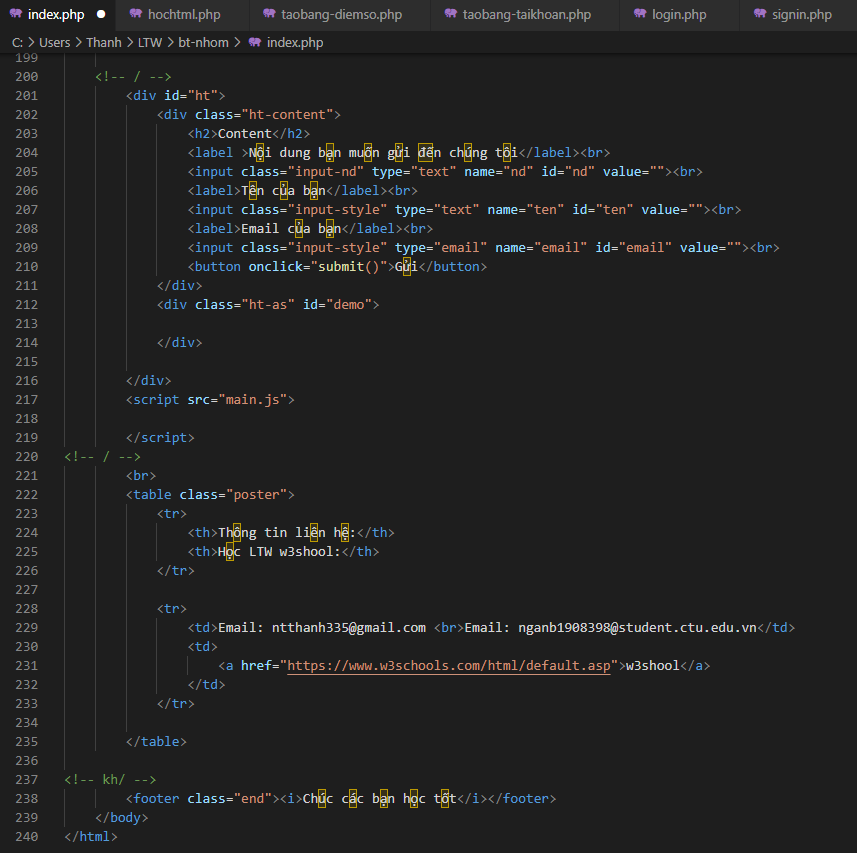 index.php hochtml.php taobang-diemso.php taobang-taikhoan.php login.php signin.php
C: > Users > Thanh > LTW > bt-nhom > index.php
199
200 <!-- / -->
201 <div id="ht">
202 <div class="ht-content">
203 <h2>Content</h2>
204 <label >Nội dung bạn muốn gửi đến chúng tôi</label><br>
205 <input class="input-nd" type="text" name="nd" id="nd" value=""><br>
206 <label>Tên của bạn</label><br>
207 <input class="input-style" type="text" name="ten" id="ten" value=""><br>
208 <label>Email của bạn</label><br>
209 <input class="input-style" type="email" name="email" id="email" value=""><br>
210 <button onclick="submit()">Gửi</button>
211 </div>
212 <div class="ht-as" id="demo">
213
214 </div>
215
216 </div>
217 <script src="main.js">
218
219 </script>
220 <!-- / -->
221 <br>
222 <table class="poster">
223 <tr>
224 <th>Thông tin liên hệ:</th>
225 <th>Học LTW w3shool:</th>
226 </tr>
227
228 <tr>
229 <td>Email: ntthanh335@gmail.com <br>Email: nganb1908398@student.ctu.edu.vn</td>
230 <td>
231 <a href="https://www.w3schools.com/html/default.asp">w3shool</a>
232 </td>
233 </tr>
234
235 </table>
236
237 <!-- kh/ -->
238 <footer class="end"><i>Chúc các bạn học tốt</i></footer>
239 </body>
240 </html>